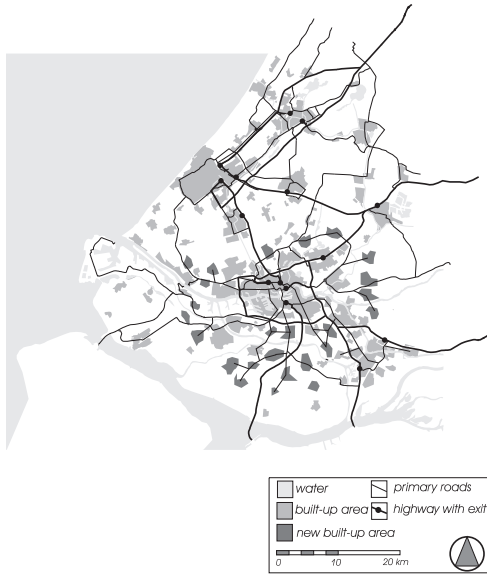 water primary roads
built-up area highway with exit
new built-up area
0 10 20 km